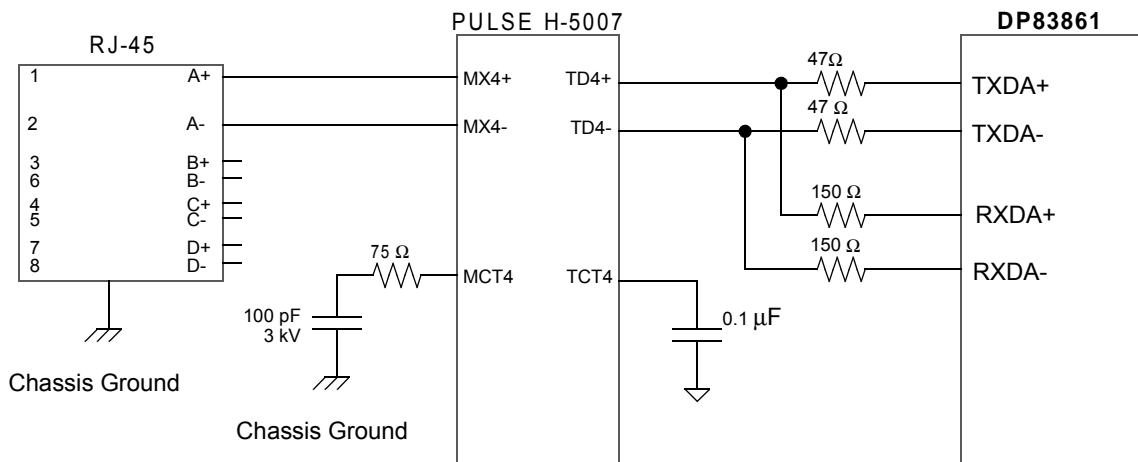 PULSE H-5007
DP83861
RJ-45
47Ω
1 A+ MX4+ TD4+ TXDA+
47 Ω
2 A- MX4- TD4- TXDA-
3 B+
6 B-
150 Ω
4 C+
5 C-
RXDA+
7 D+
8 D-
75 Ω
150 Ω
MCT4 TCT4 RXDA-
100 pF
3 kV
0.1 μF
Chassis Ground
Chassis Ground